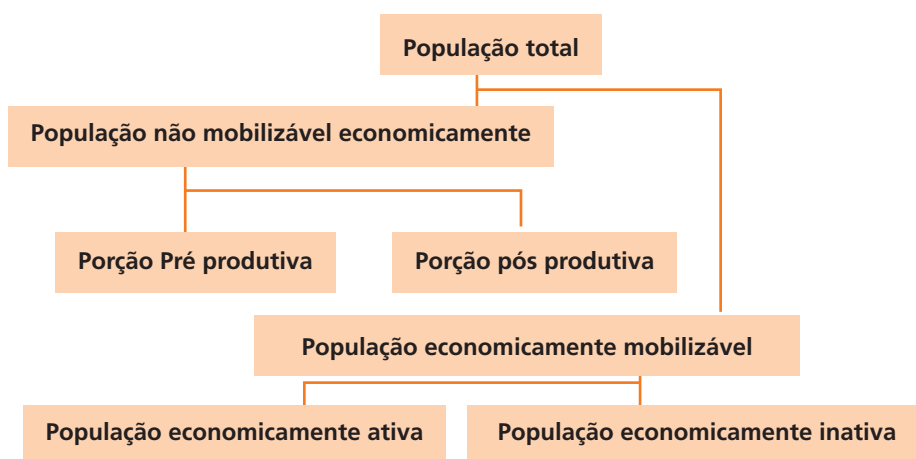 População total
População não mobilizável economicamente
Porção Pré produtiva
Porção pós produtiva
População economicamente mobilizável
População economicamente ativa
População economicamente inativa